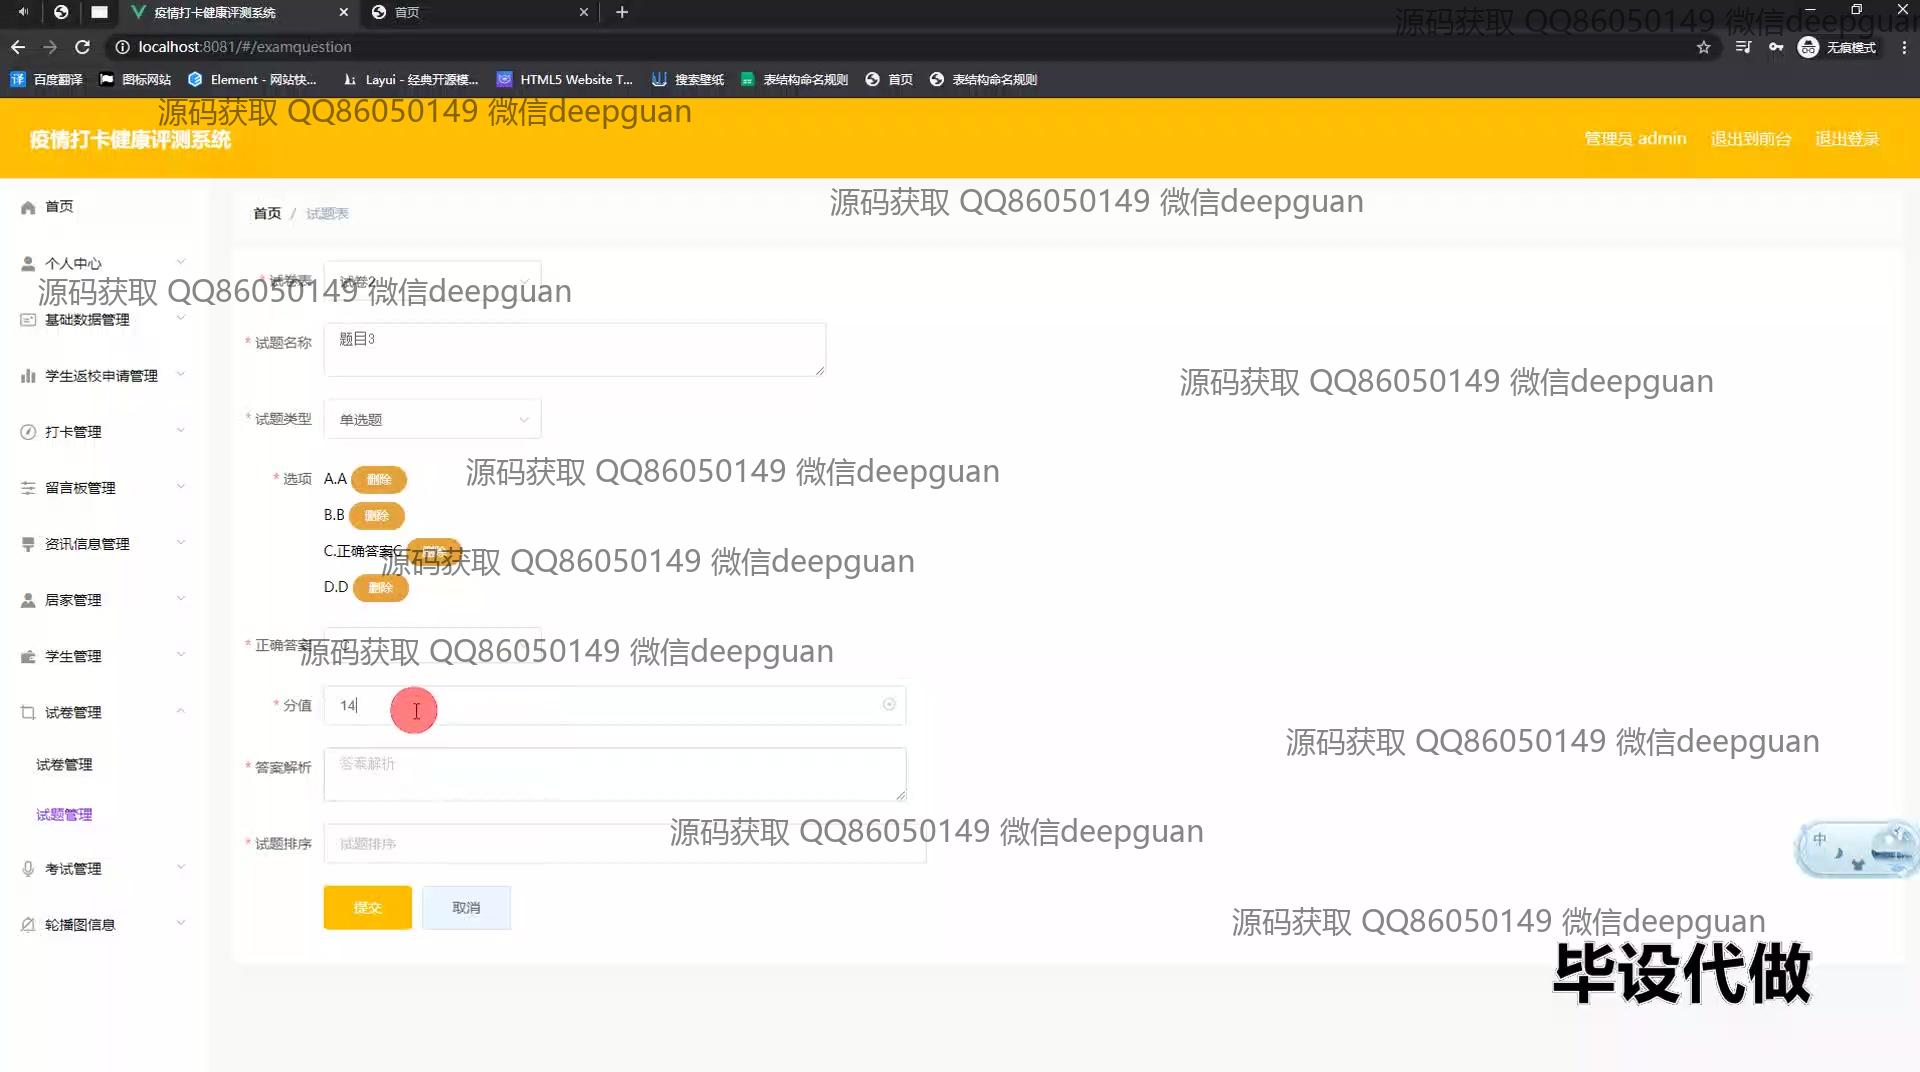 疫情打卡健康评测系统
首页
localhost:8081/#/examquestion
无痕模式
百度翻译
图标网站
Element - 网站快...
Layui - 经典开源模...
HTML5 Website T...
搜索壁纸
表结构命名规则
首页
表结构命名规则
源码获取 QQ86050149 微信deepguan
源码获取 QQ86050149 微信deepguan
疫情打卡健康评测系统
管理员 admin
退出到前台
退出登录
源码获取 QQ86050149 微信deepguan
首页
个人中心
源码获取 QQ86050149 微信deepguan
基础数据管理
学生返校申请管理
打卡管理
留言板管理
资讯信息管理
居家管理
学生管理
试卷管理
试卷管理
试题管理
考试管理
轮播图信息
首页 / 试题表
* 试卷表 试卷2
* 试题名称 题目3
源码获取 QQ86050149 微信deepguan
* 试题类型 单选题
* 选项 A.A 删除
源码获取 QQ86050149 微信deepguan
B.B 删除
C.正确答案C 删除
源码获取 QQ86050149 微信deepguan
D.D 删除
* 正确答案
源码获取 QQ86050149 微信deepguan
* 分值 14
源码获取 QQ86050149 微信deepguan
* 答案解析 答案解析
* 试题排序 试题排序
源码获取 QQ86050149 微信deepguan
中
提交 取消
源码获取 QQ86050149 微信deepguan
毕设代做